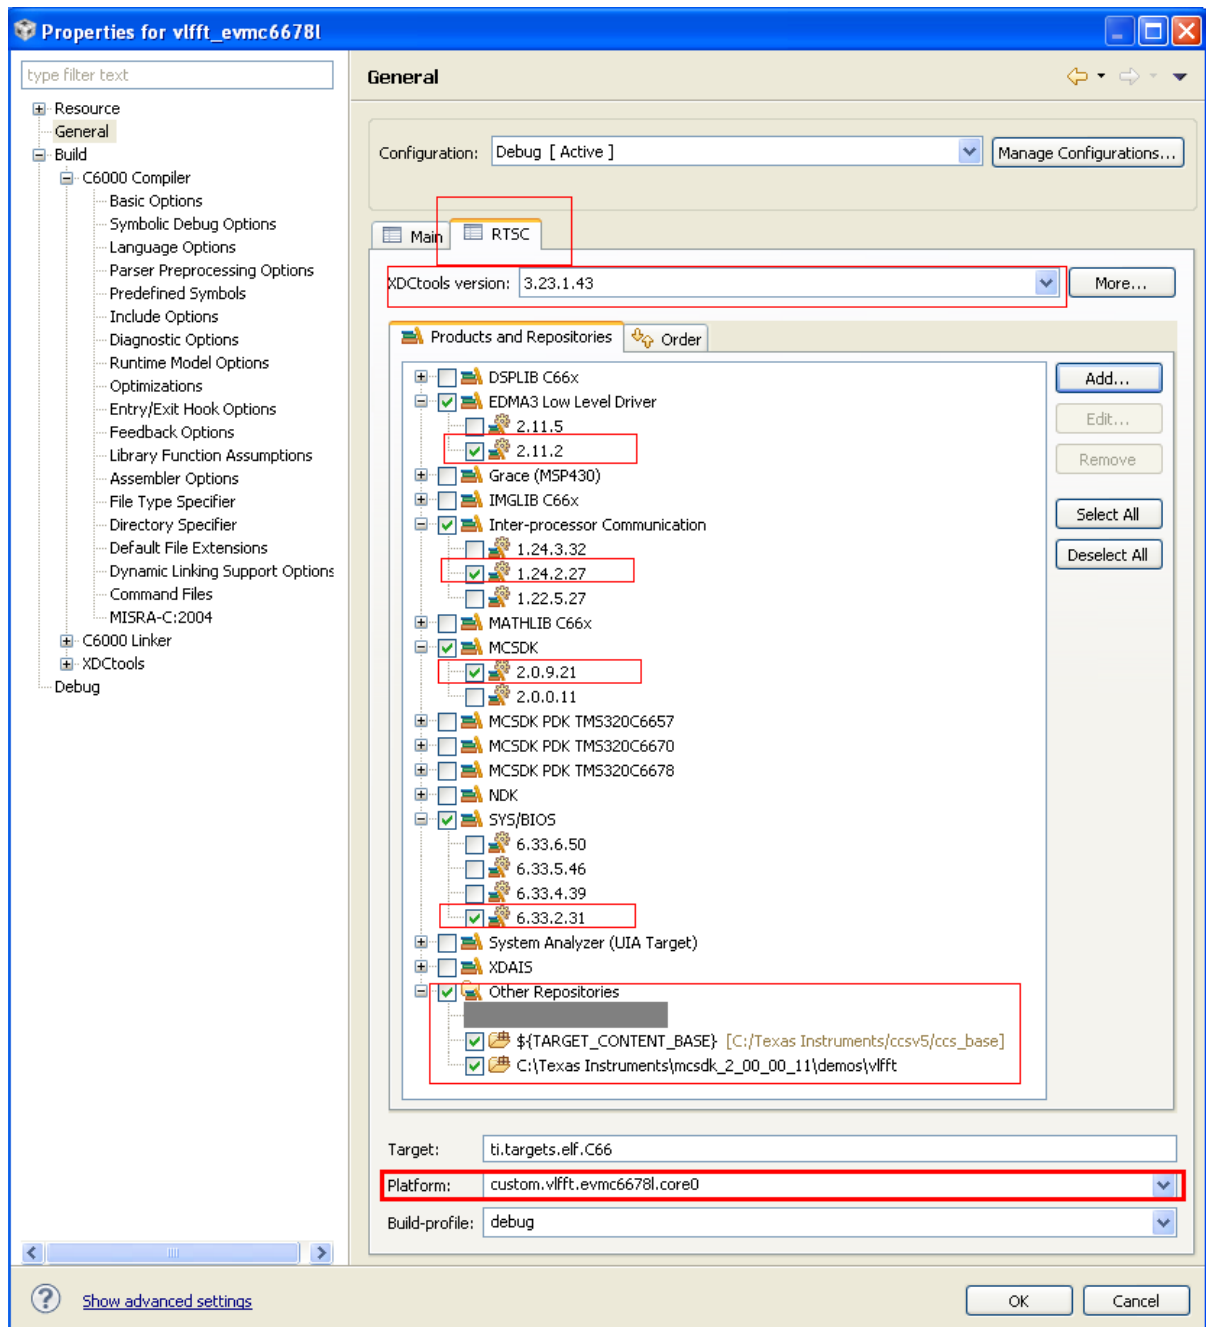 Properties for vlfft_evmc6678l
type filter text
Resource
General
Build
C6000 Compiler
Basic Options
Symbolic Debug Options
Language Options
Parser Preprocessing Options
Predefined Symbols
Include Options
Diagnostic Options
Runtime Model Options
Optimizations
Entry/Exit Hook Options
Feedback Options
Library Function Assumptions
Assembler Options
File Type Specifier
Directory Specifier
Default File Extensions
Dynamic Linking Support Options
Command Files
MISRA-C:2004
C6000 Linker
XDCtools
Debug
General
Configuration: Debug [ Active ] Manage Configurations...
Main RTSC
XDCtools version: 3.23.1.43 More...
Products and Repositories Order
DSPLIB C66x
EDMA3 Low Level Driver
2.11.5
2.11.2
Grace (MSP430)
IMGLIB C66x
Inter-processor Communication
1.24.3.32
1.24.2.27
1.22.5.27
MATHLIB C66x
MCSDK
2.0.9.21
2.0.0.11
MCSDK PDK TMS320C6657
MCSDK PDK TMS320C6670
MCSDK PDK TMS320C6678
NDK
SYS/BIOS
6.33.6.50
6.33.5.46
6.33.4.39
6.33.2.31
System Analyzer (UIA Target)
XDAIS
Other Repositories
${TARGET_CONTENT_BASE} [C:/Texas Instruments/ccsv5/ccs_base]
C:\Texas Instruments\mcsdk_2_00_00_11\demos\vlfft
Add...
Edit...
Remove
Select All
Deselect All
Target: ti.targets.elf.C66
Platform: custom.vlfft.evmc6678l.core0
Build-profile: debug
Show advanced settings
OK Cancel